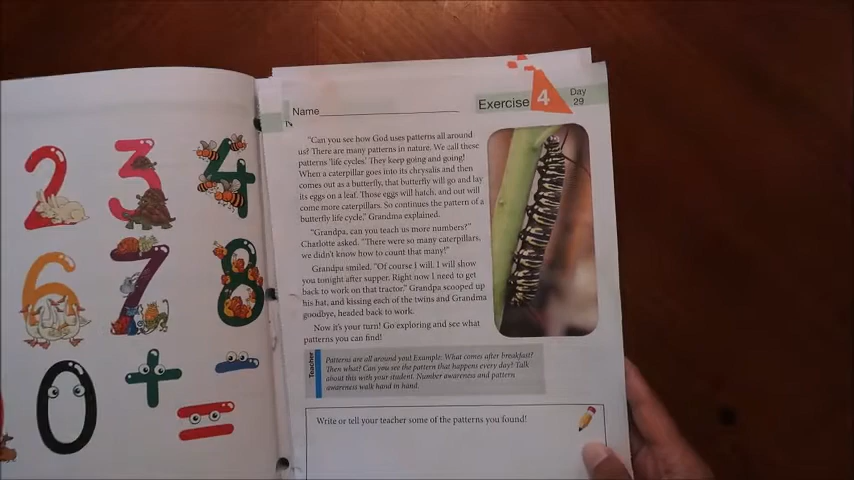 2
3
4
6
7
8
0
+
-
=
Name
Exercise 4
Day
29
"Can you see how God uses patterns all around
us? There are many patterns in nature. We call these
patterns 'life cycles.' They keep going and going!
When a caterpillar goes into its chrysalis and then
comes out as a butterfly, that butterfly will go and lay
its eggs on a leaf. Those eggs will hatch, and out will
come more caterpillars. So continues the pattern of a
butterfly life cycle," Grandma explained.
"Grandpa, can you teach us more numbers?"
Charlotte asked. "There were so many caterpillars,
we didn't know how to count that many!"
Grandpa smiled. "Of course I will. I will show
you tonight after supper. Right now I need to get
back to work on that tractor." Grandpa scooped up
his hat, and kissing each of the twins and Grandma
goodbye, headed back to work.
Now it's your turn! Go exploring and see what
patterns you can find!
Teacher
Patterns are all around you! Example: What comes after breakfast?
Then what? Can you see the pattern that happens every day? Talk
about this with your student. Number awareness and pattern
awareness walk hand in hand.
Write or tell your teacher some of the patterns you found!